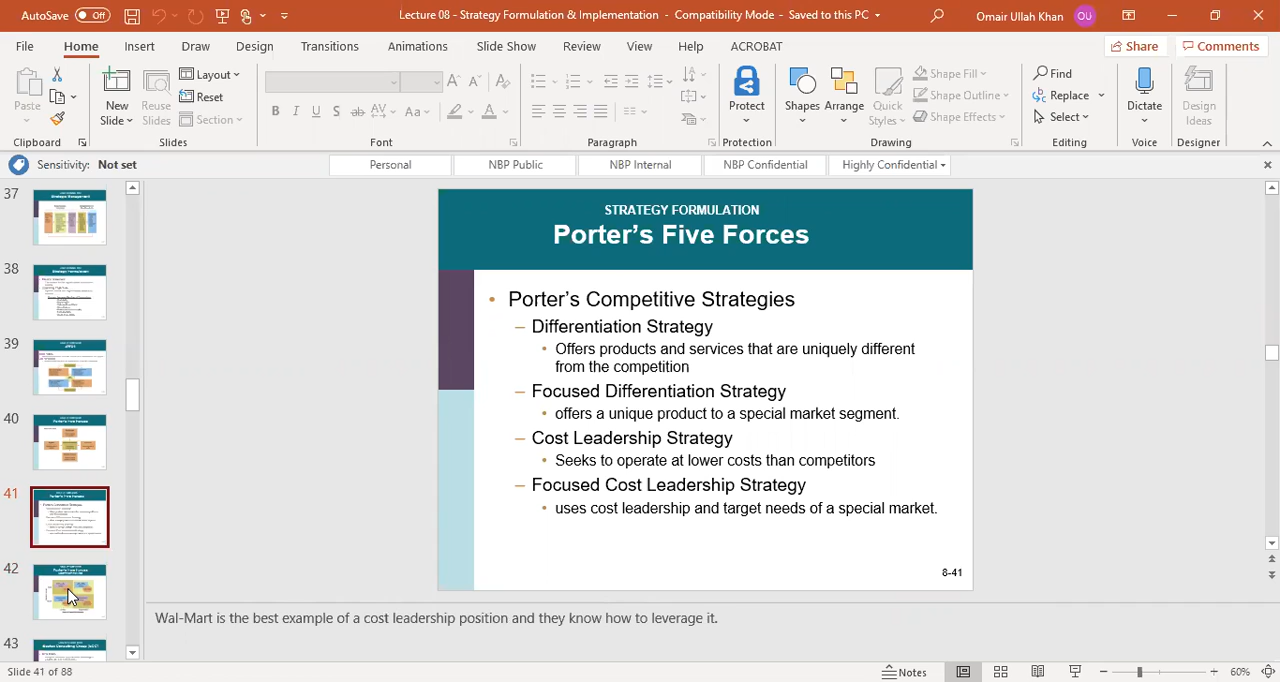 AutoSave Off Lecture 08 - Strategy Formulation & Implementation - Compatibility Mode - Saved to this PC Omair Ullah Khan OU
File Home Insert Draw Design Transitions Animations Slide Show Review View Help ACROBAT Share Comments
Paste New Slide Reuse Slides Layout Reset Section Protect Shapes Arrange Quick Styles Shape Fill Shape Outline Shape Effects Find Replace Select Dictate Design Ideas
Clipboard Slides Font Paragraph Protection Drawing Editing Voice Designer
Sensitivity: Not set Personal NBP Public NBP Internal NBP Confidential Highly Confidential
37
38
39
40
41
42
43
STRATEGY FORMULATION
Porter's Five Forces
• Porter's Competitive Strategies
– Differentiation Strategy
• Offers products and services that are uniquely different
from the competition
– Focused Differentiation Strategy
• offers a unique product to a special market segment.
– Cost Leadership Strategy
• Seeks to operate at lower costs than competitors
– Focused Cost Leadership Strategy
• uses cost leadership and target needs of a special market.
8-41
Wal-Mart is the best example of a cost leadership position and they know how to leverage it.
Slide 41 of 88 Notes 60%